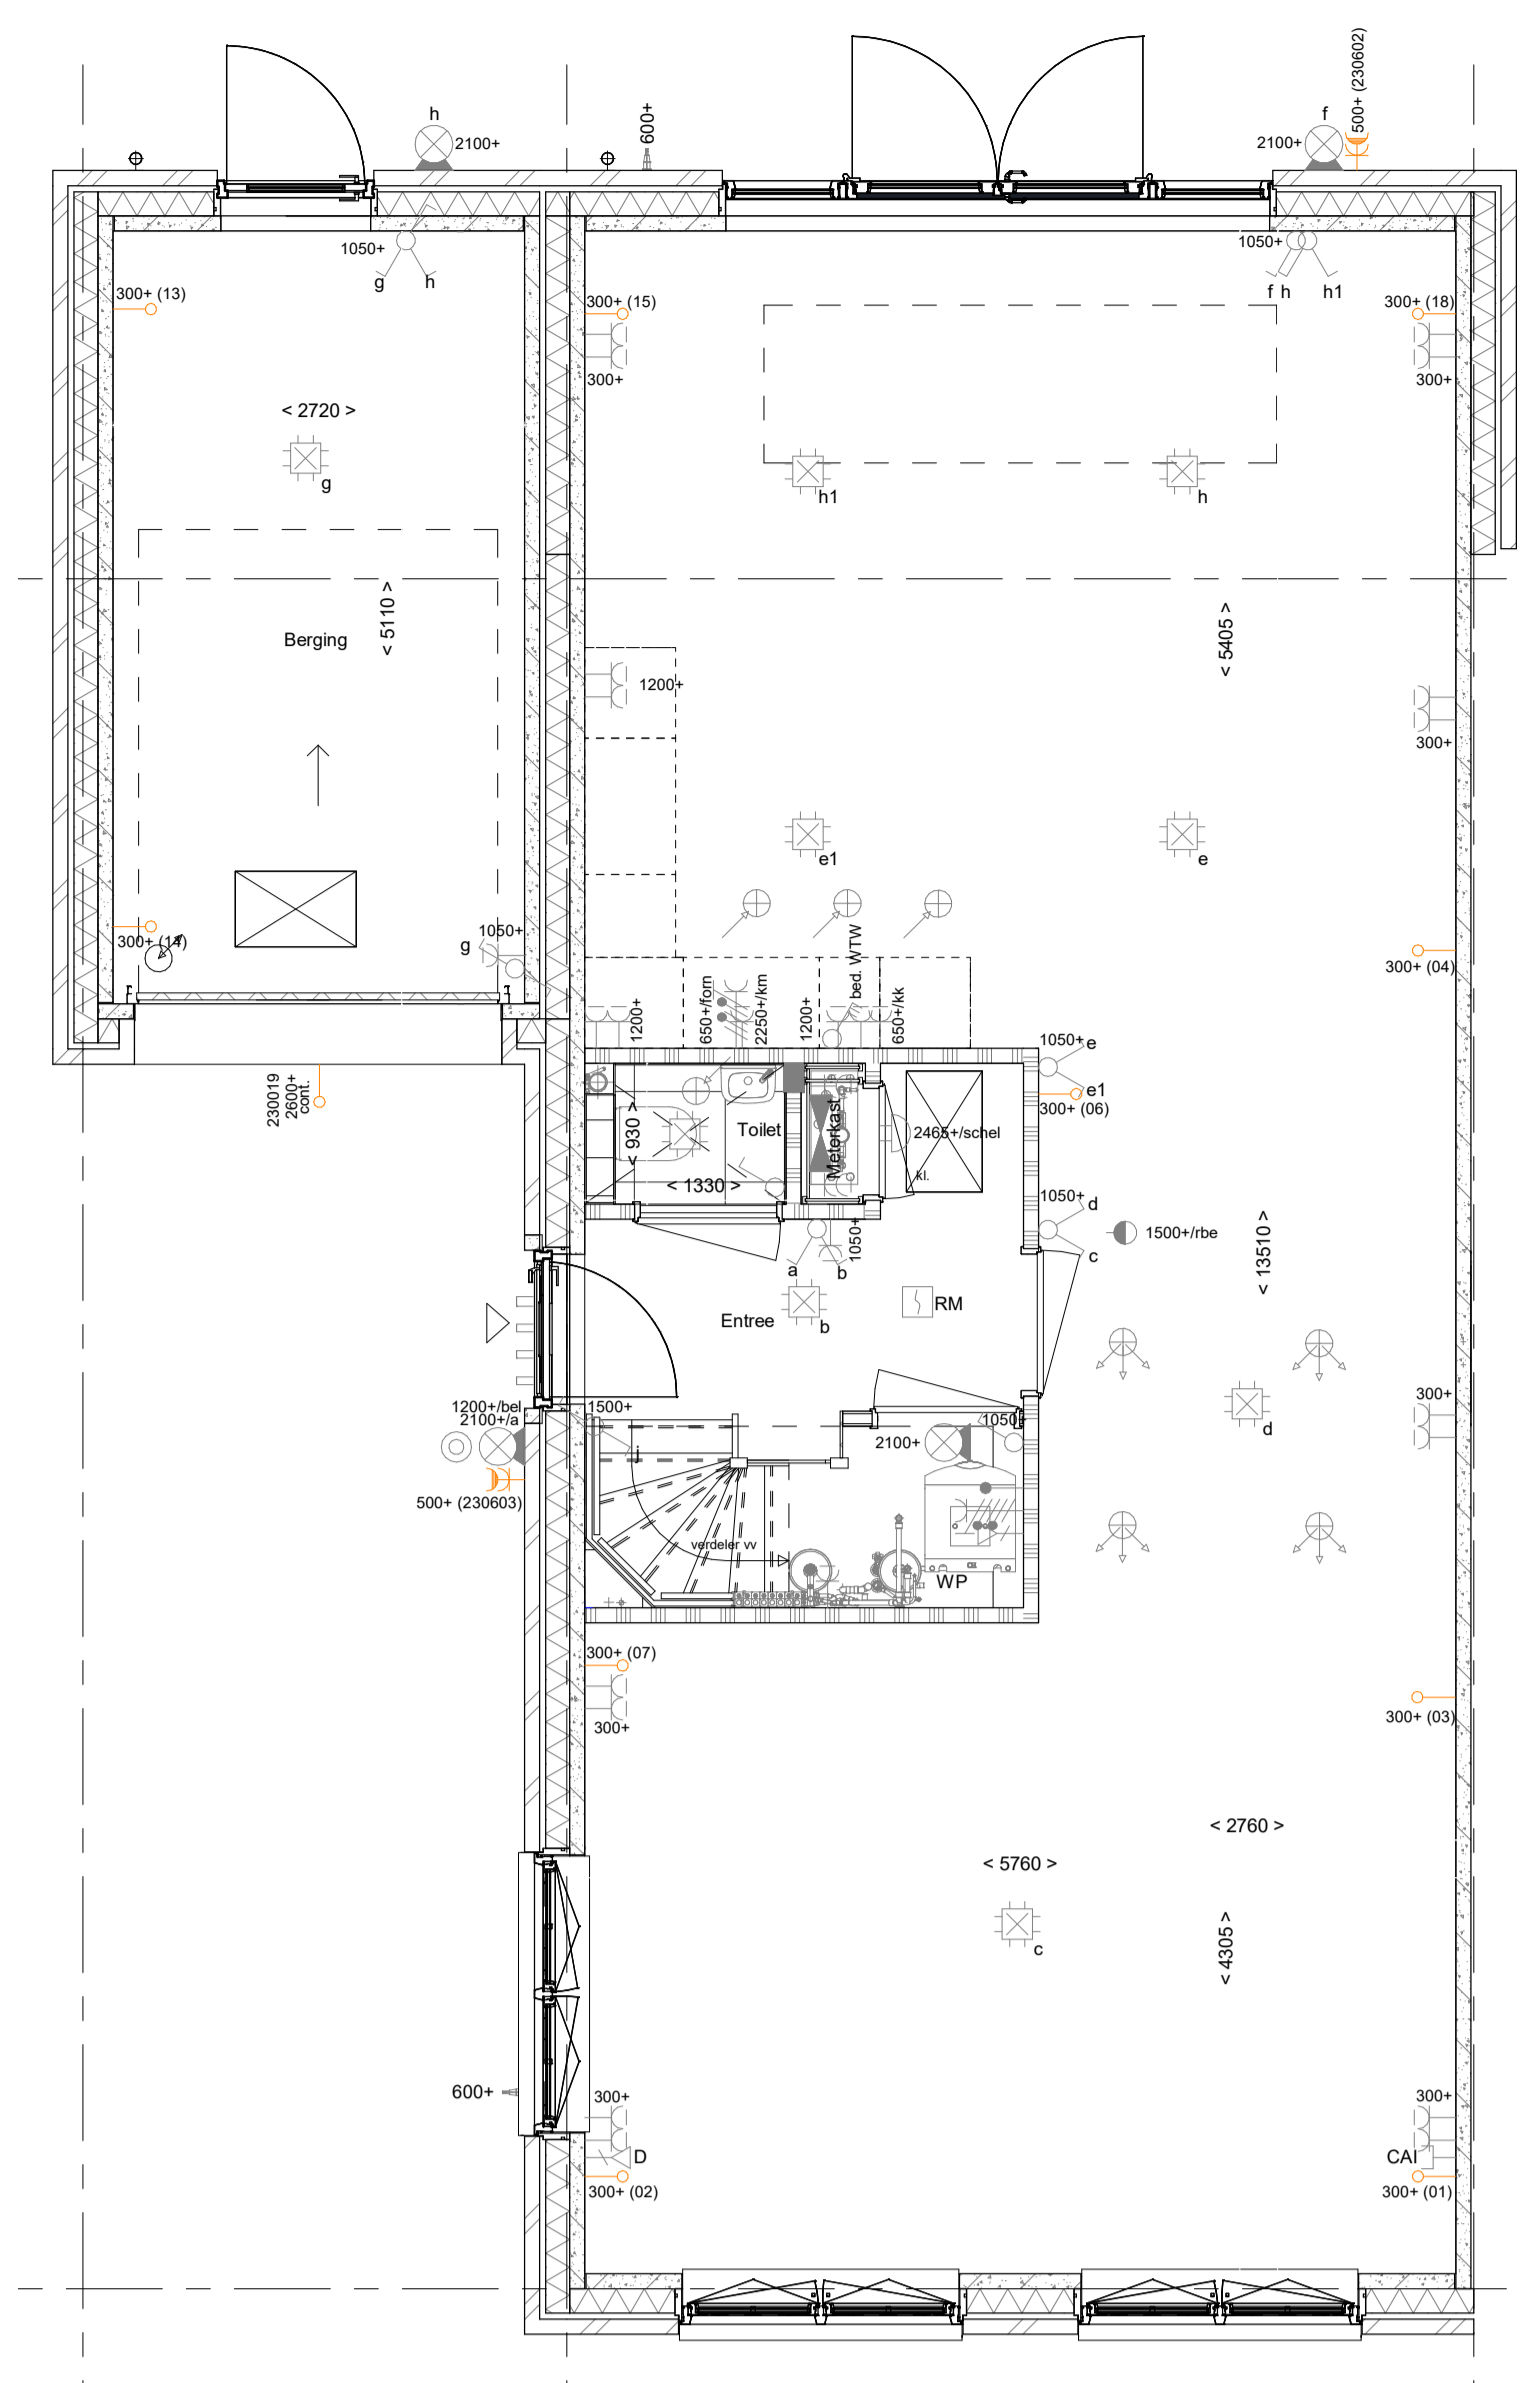 500+ (230602)
h
2100+
600+
f
2100+
1050+
g
h
1050+
f h
h1
300+ (13)
300+ (15)
300+
300+ (18)
300+
< 2720 >
g
h1
h
< 5110 >
Berging
< 5405 >
1200+
300+
e1
e
300+ (14)
g
1050+
bed. WTW
300+ (04)
1200+
650+/forn
2250+/km
1200+
650+/kk
1050+
e
e1
300+ (06)
230019
2600+
cont.
< 930 >
Toilet
Meterkast
2465+/schel
kl.
< 1330 >
1050+
d
c
1500+/rbe
< 13510 >
1050+
a
b
Entree
b
RM
1200+/bel
2100+/a
1500+
j
2100+
1050+
d
300+
500+ (230603)
verdeler vv
WP
300+ (07)
300+
300+ (03)
< 2760 >
< 5760 >
c
< 4305 >
600+
300+
D
300+ (02)
300+
CAI
300+ (01)